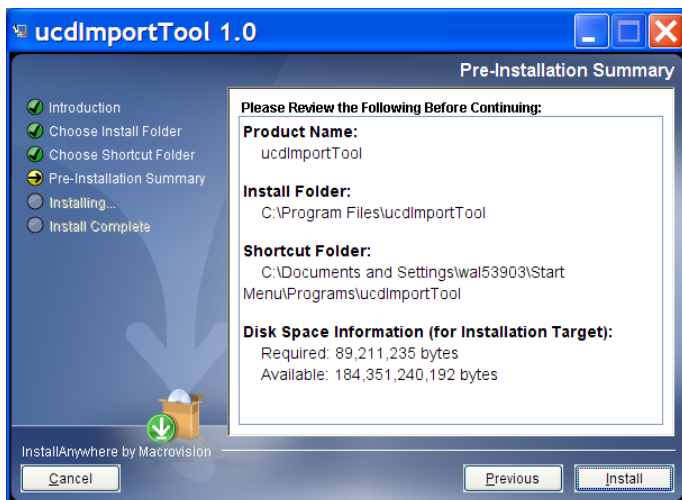 ucdImportTool 1.0
Pre-Installation Summary
Introduction
Choose Install Folder
Choose Shortcut Folder
Pre-Installation Summary
Installing...
Install Complete
Please Review the Following Before Continuing:
Product Name:
ucdImportTool
Install Folder:
C:\Program Files\ucdImportTool
Shortcut Folder:
C:\Documents and Settings\wal53903\Start
Menu\Programs\ucdImportTool
Disk Space Information (for Installation Target):
Required: 89,211,235 bytes
Available: 184,351,240,192 bytes
InstallAnywhere by Macrovision
Cancel
Previous
Install